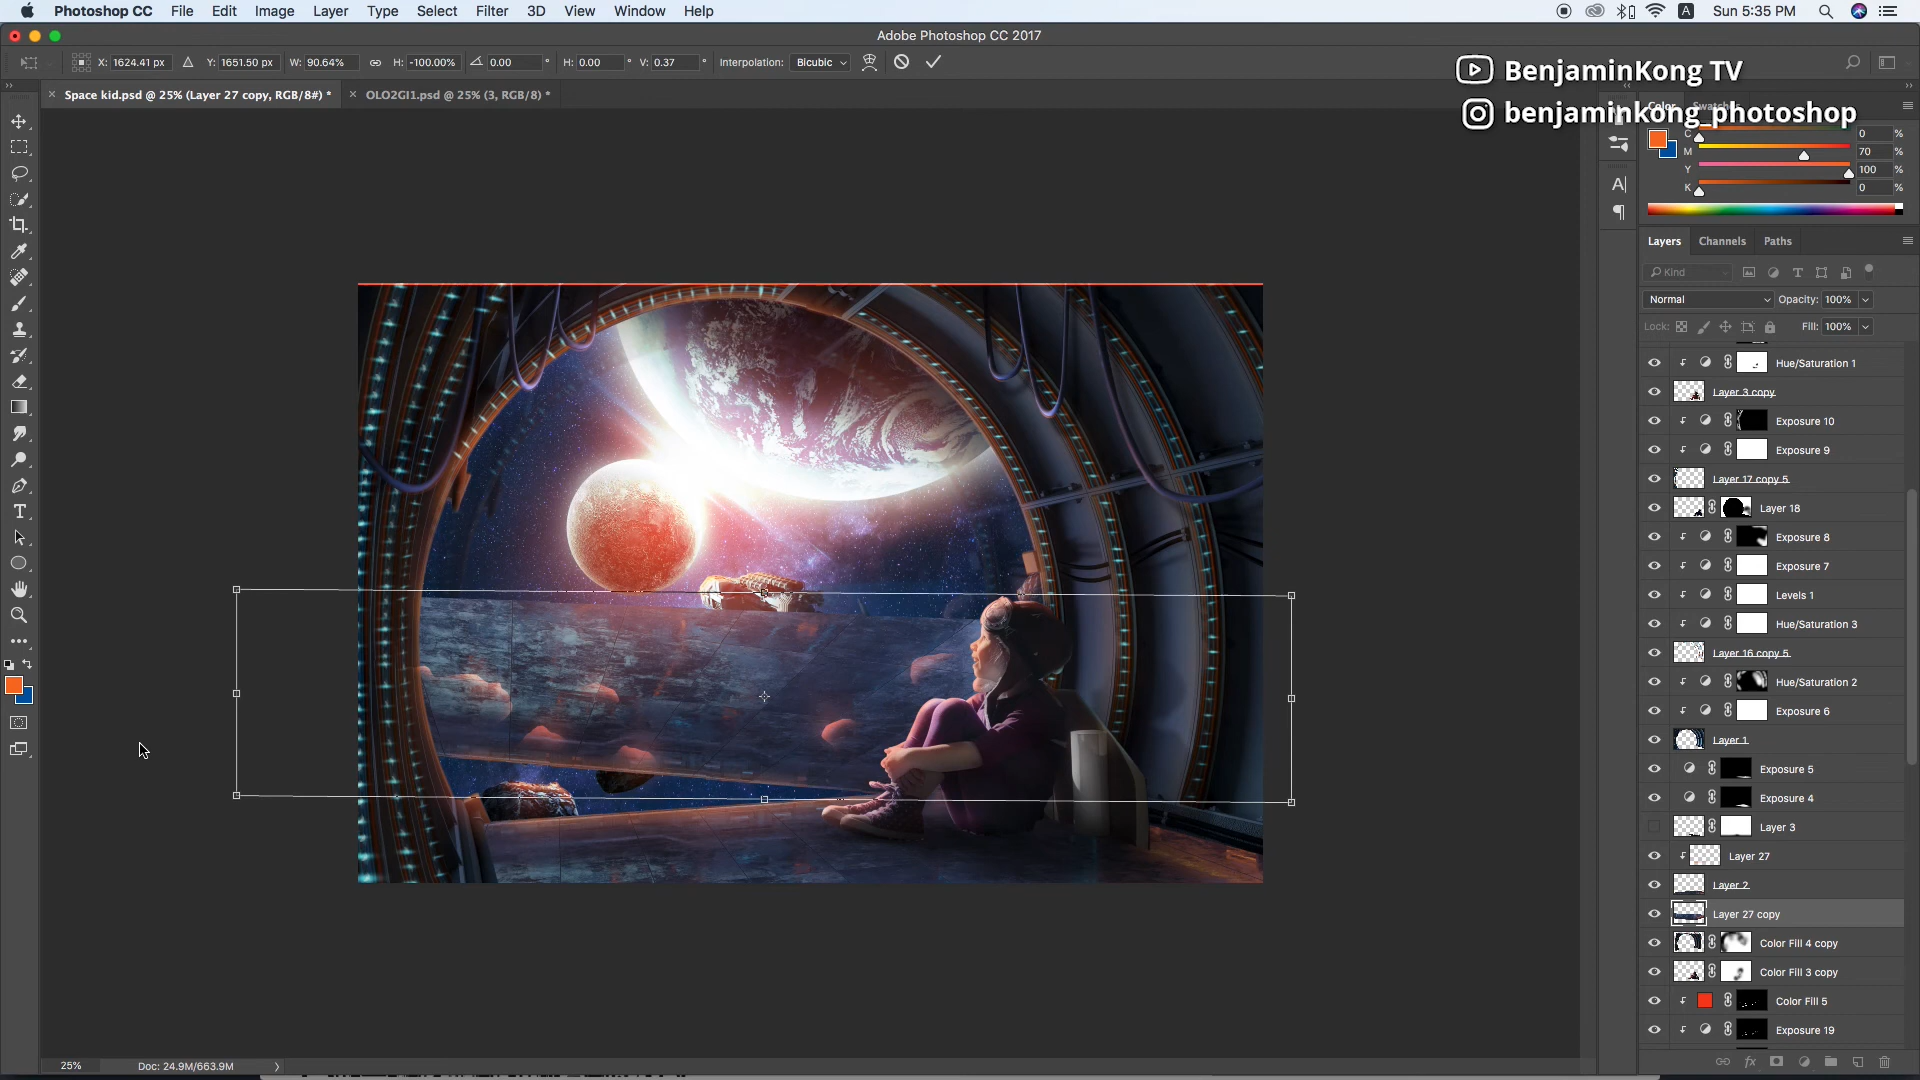 Photoshop CC File Edit Image Layer Type Select Filter 3D View Window Help A Sun 5:35 PM
Adobe Photoshop CC 2017
X: 1624.41 px Y: 1651.50 px W: 90.64% H: -100.00% 0.00 ° H: 0.00 ° V: 0.37 ° Interpolation: Bicubic
BenjaminKong TV
Space kid.psd @ 25% (Layer 27 copy, RGB/8#) * OLO2GI1.psd @ 25% (3, RGB/8) *
benjaminkong_photoshop
Color Swatches
C 0 %
M 70 %
Y 100 %
K 0 %
Layers Channels Paths
Kind
Normal Opacity: 100%
Lock: Fill: 100%
Hue/Saturation 1
Layer 3 copy
Exposure 10
Exposure 9
Layer 17 copy 5
Layer 18
Exposure 8
Exposure 7
Levels 1
Hue/Saturation 3
Layer 16 copy 5
Hue/Saturation 2
Exposure 6
Layer 1
Exposure 5
Exposure 4
Layer 3
Layer 27
Layer 2
Layer 27 copy
Color Fill 4 copy
Color Fill 3 copy
Color Fill 5
Exposure 19
25% Doc: 24.9M/663.9M